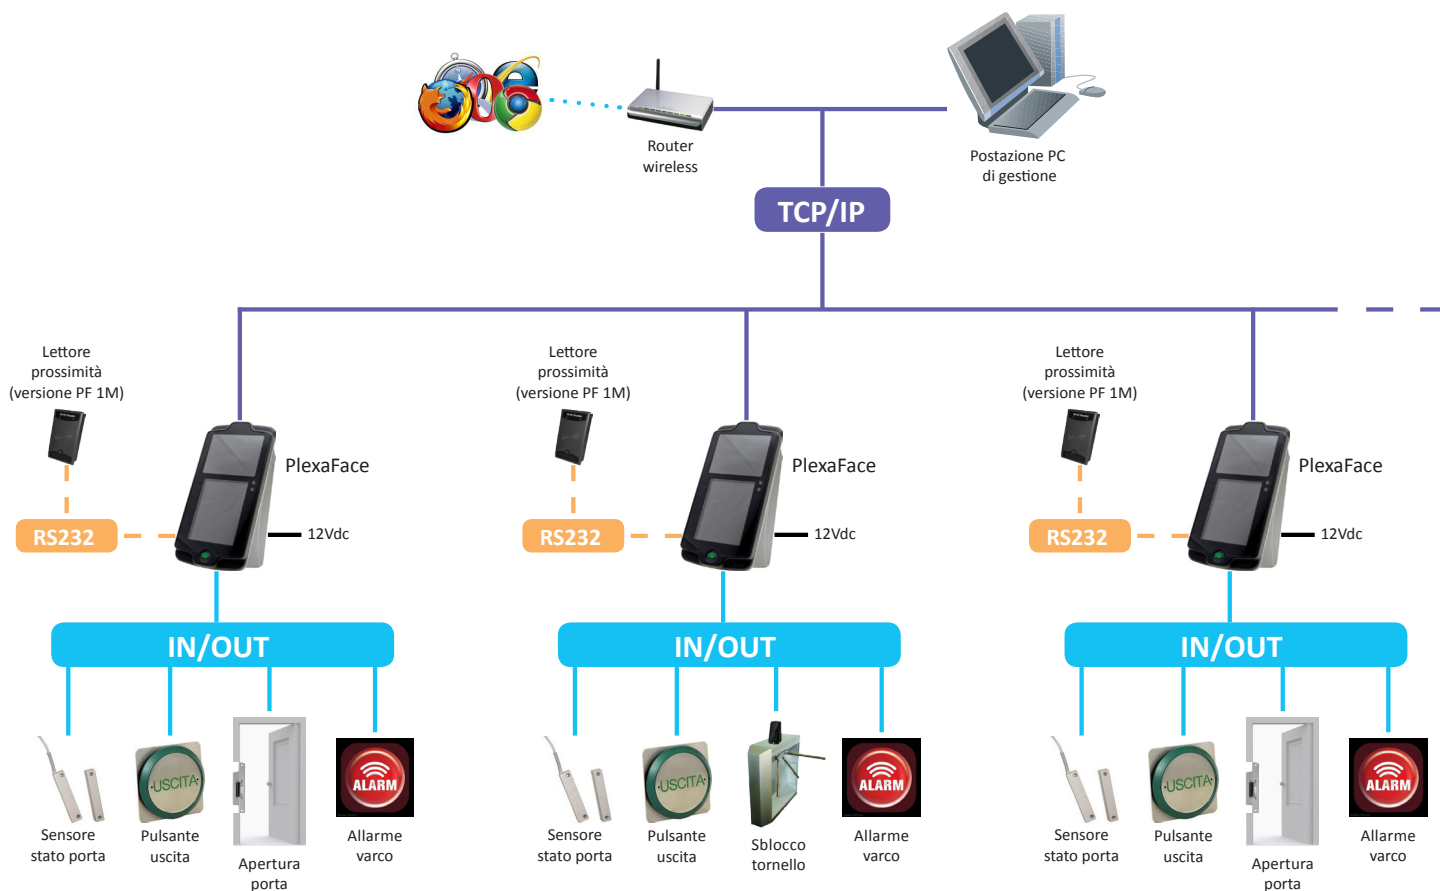 Router
wireless
Postazione PC
di gestione
TCP/IP
Lettore
prossimità
(versione PF 1M)
PlexaFace
RS232
12Vdc
IN/OUT
Sensore
stato porta
USCITA
Pulsante
uscita
Apertura
porta
ALARM
Allarme
varco
Lettore
prossimità
(versione PF 1M)
PlexaFace
RS232
12Vdc
IN/OUT
Sensore
stato porta
USCITA
Pulsante
uscita
Sblocco
tornello
ALARM
Allarme
varco
Lettore
prossimità
(versione PF 1M)
PlexaFace
RS232
12Vdc
IN/OUT
Sensore
stato porta
USCITA
Pulsante
uscita
Apertura
porta
ALARM
Allarme
varco